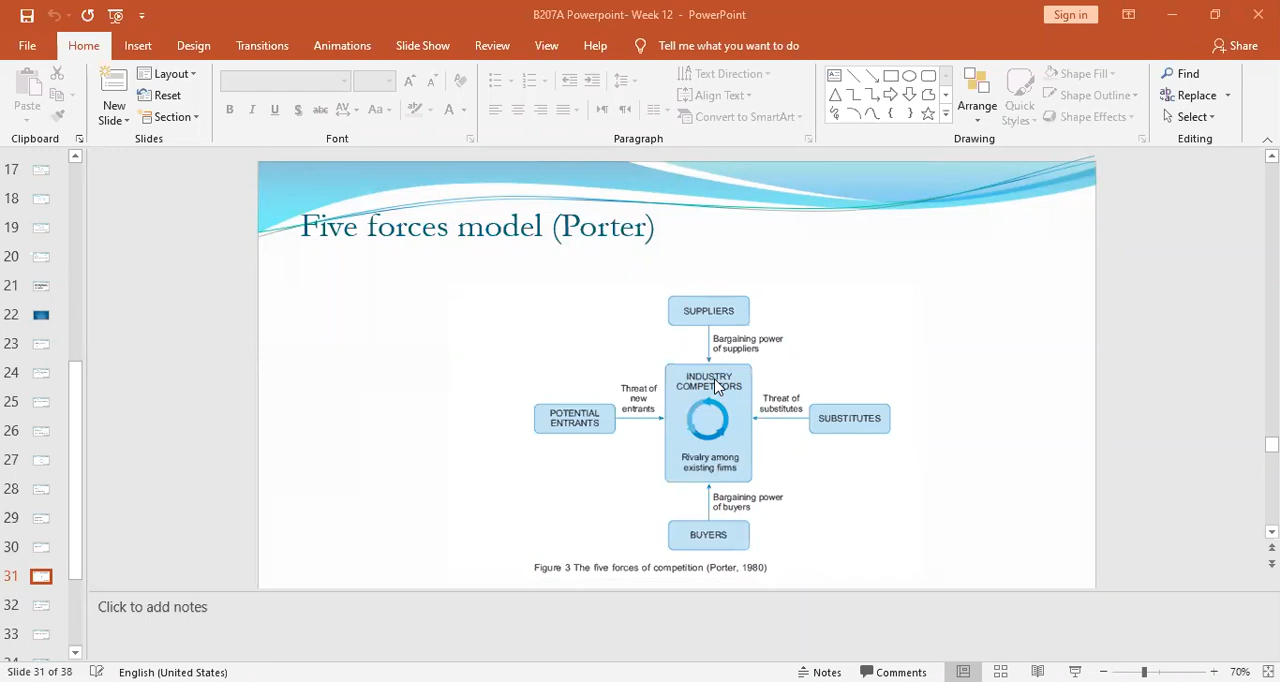 B207A Powerpoint- Week 12 - PowerPoint
Sign in
File Home Insert Design Transitions Animations Slide Show Review View Help Tell me what you want to do Share
Paste
New
Slide
Layout
Reset
Section
B I U S abc AV Aa
Text Direction
Align Text
Convert to SmartArt
Arrange
Quick
Styles
Shape Fill
Shape Outline
Shape Effects
Find
Replace
Select
Clipboard Slides Font Paragraph Drawing Editing
17
18
19
20
21
22
23
24
25
26
27
28
29
30
31
32
33
Five forces model (Porter)
SUPPLIERS
Bargaining power
of suppliers
INDUSTRY
COMPETITORS
Threat of
new
entrants
Threat of
substitutes
POTENTIAL
ENTRANTS
SUBSTITUTES
Rivalry among
existing firms
Bargaining power
of buyers
BUYERS
Figure 3 The five forces of competition (Porter, 1980)
Click to add notes
Slide 31 of 38 English (United States) Notes Comments 70%